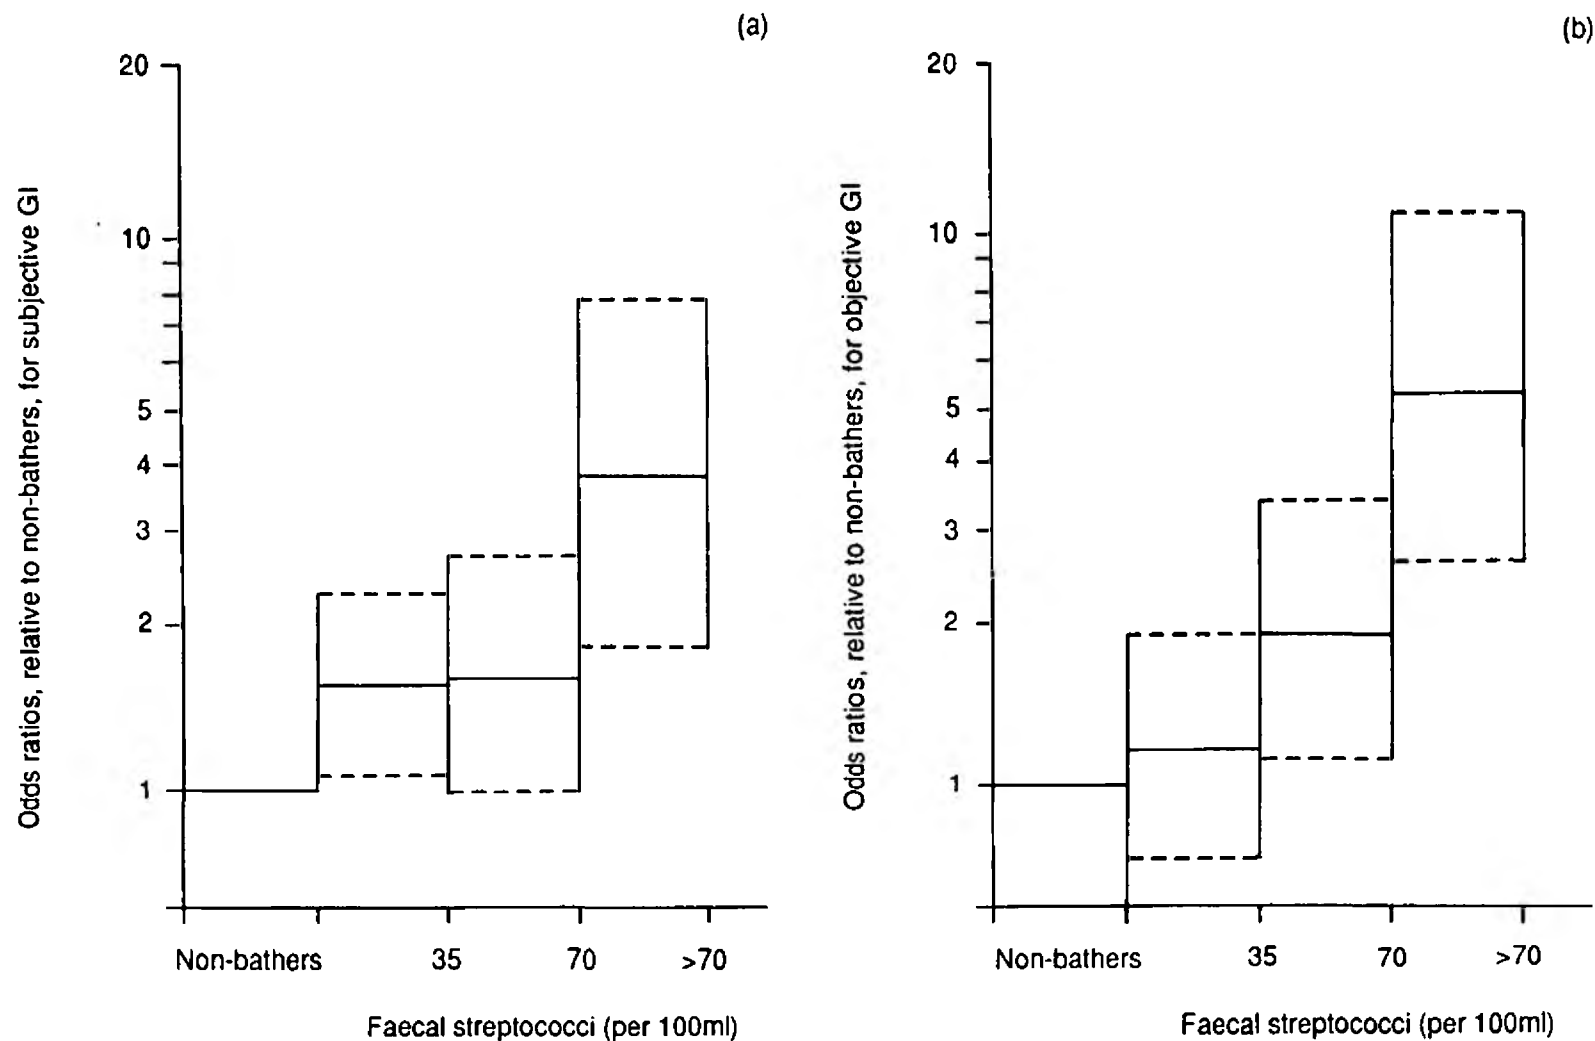 (a)
Odds ratios, relative to non-bathers, for subjective GI
20
10
5
4
3
2
1
Non-bathers 35 70 >70
Faecal streptococci (per 100ml)
(b)
Odds ratios, relative to non-bathers, for objective GI
20
10
5
4
3
2
1
Non-bathers 35 70 >70
Faecal streptococci (per 100ml)